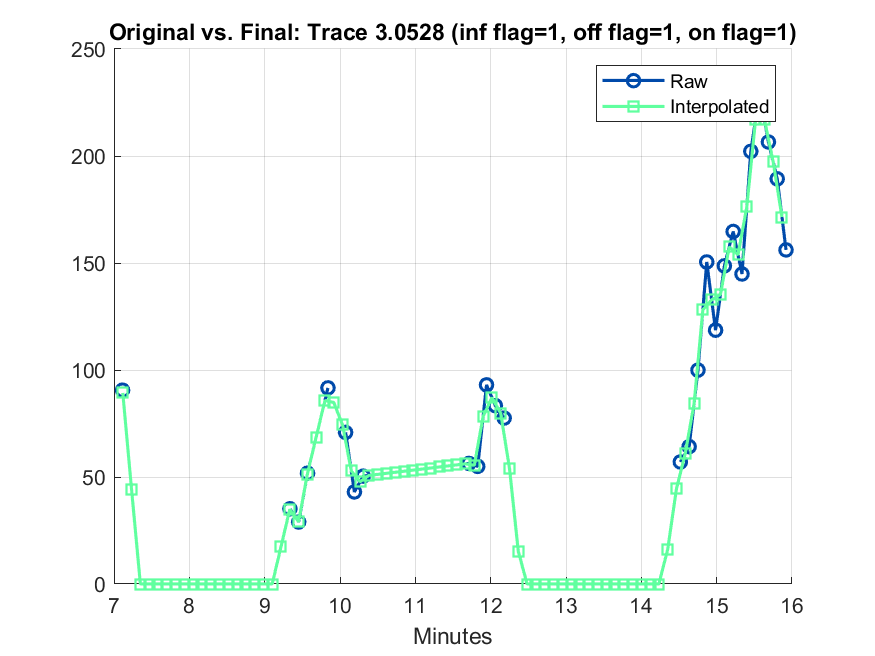 Original vs. Final: Trace 3.0528 (inf flag=1, off flag=1, on flag=1)
250
Raw
Interpolated
200
150
100
50
0
7 8 9 10 11 12 13 14 15 16
Minutes